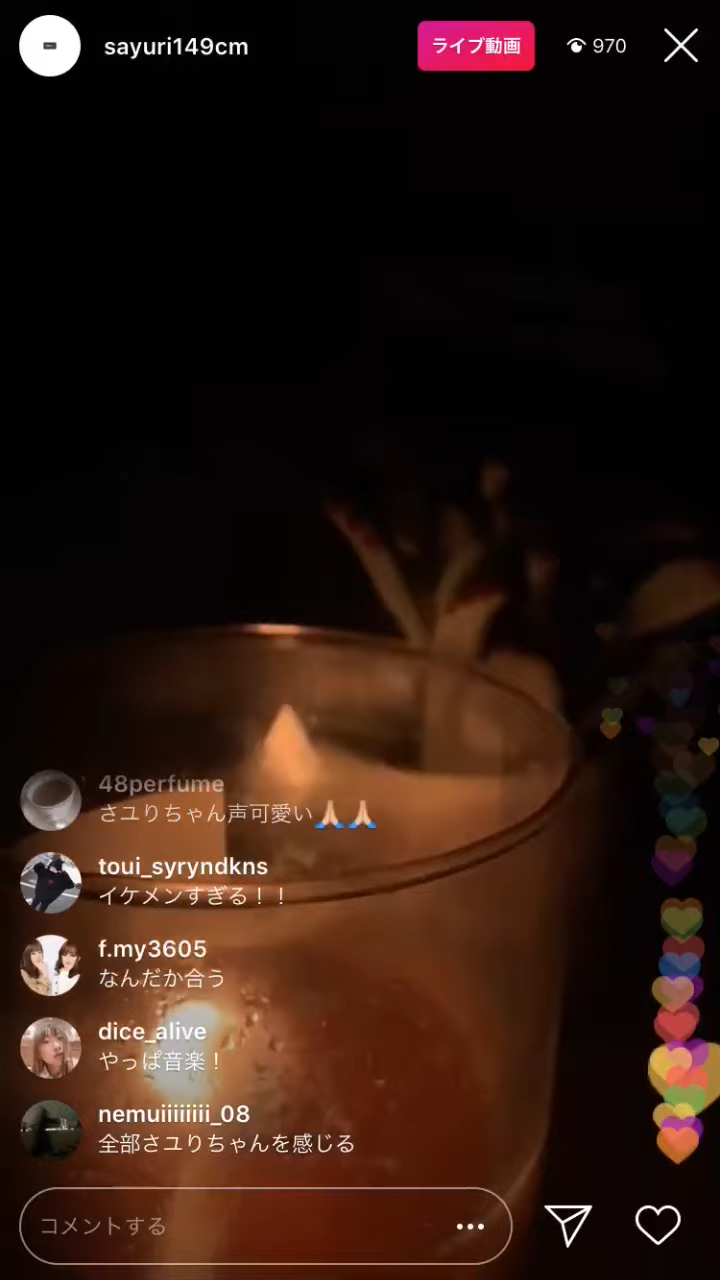 sayuri149cm
ライブ動画
970
48perfume
さユりちゃん声可愛い🙏🏻🙏🏻
toui_syryndkns
イケメンすぎる！！
f.my3605
なんだか合う
dice_alive
やっぱ音楽！
nemuiiiiiiii_08
全部さユりちゃんを感じる
コメントする